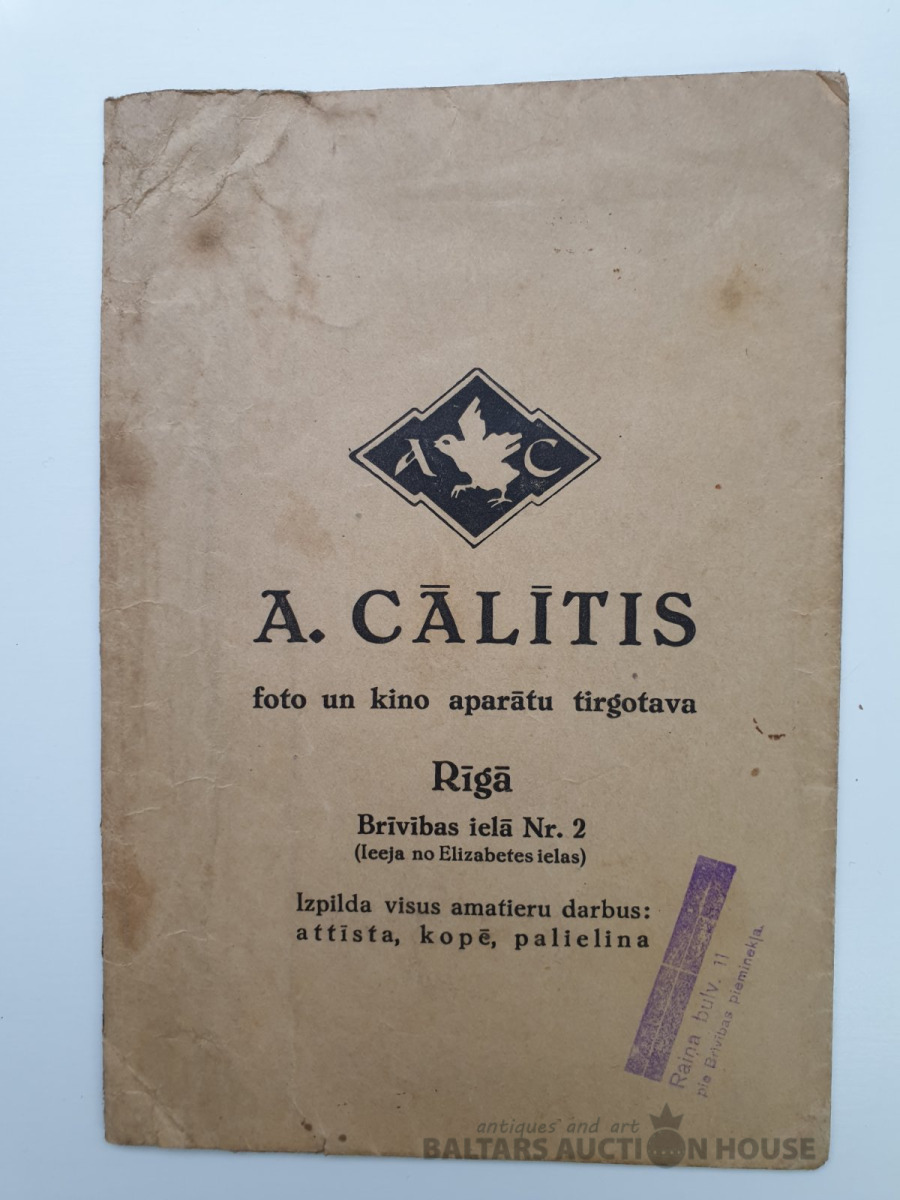 A C
A. CĀLĪTIS
foto un kino aparātu tirgotava
Rīgā
Brīvības ielā Nr. 2
(Ieeja no Elizabetes ielas)
Izpilda visus amatieru darbus:
attīsta, kopē, palielina
Raiņa bulv. 11
pie Brīvības pieminekļa.
antiques and art
BALTARS AUCTION HOUSE